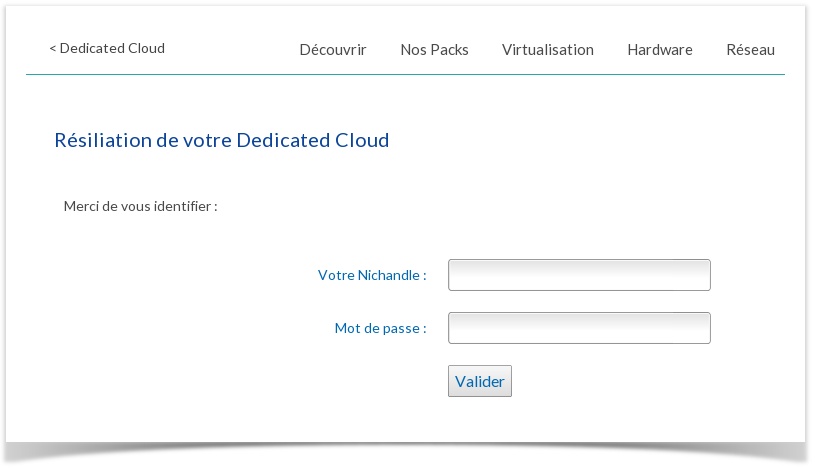 < Dedicated Cloud Découvrir Nos Packs Virtualisation Hardware Réseau
Résiliation de votre Dedicated Cloud
Merci de vous identifier :
Votre Nichandle :
Mot de passe :
Valider